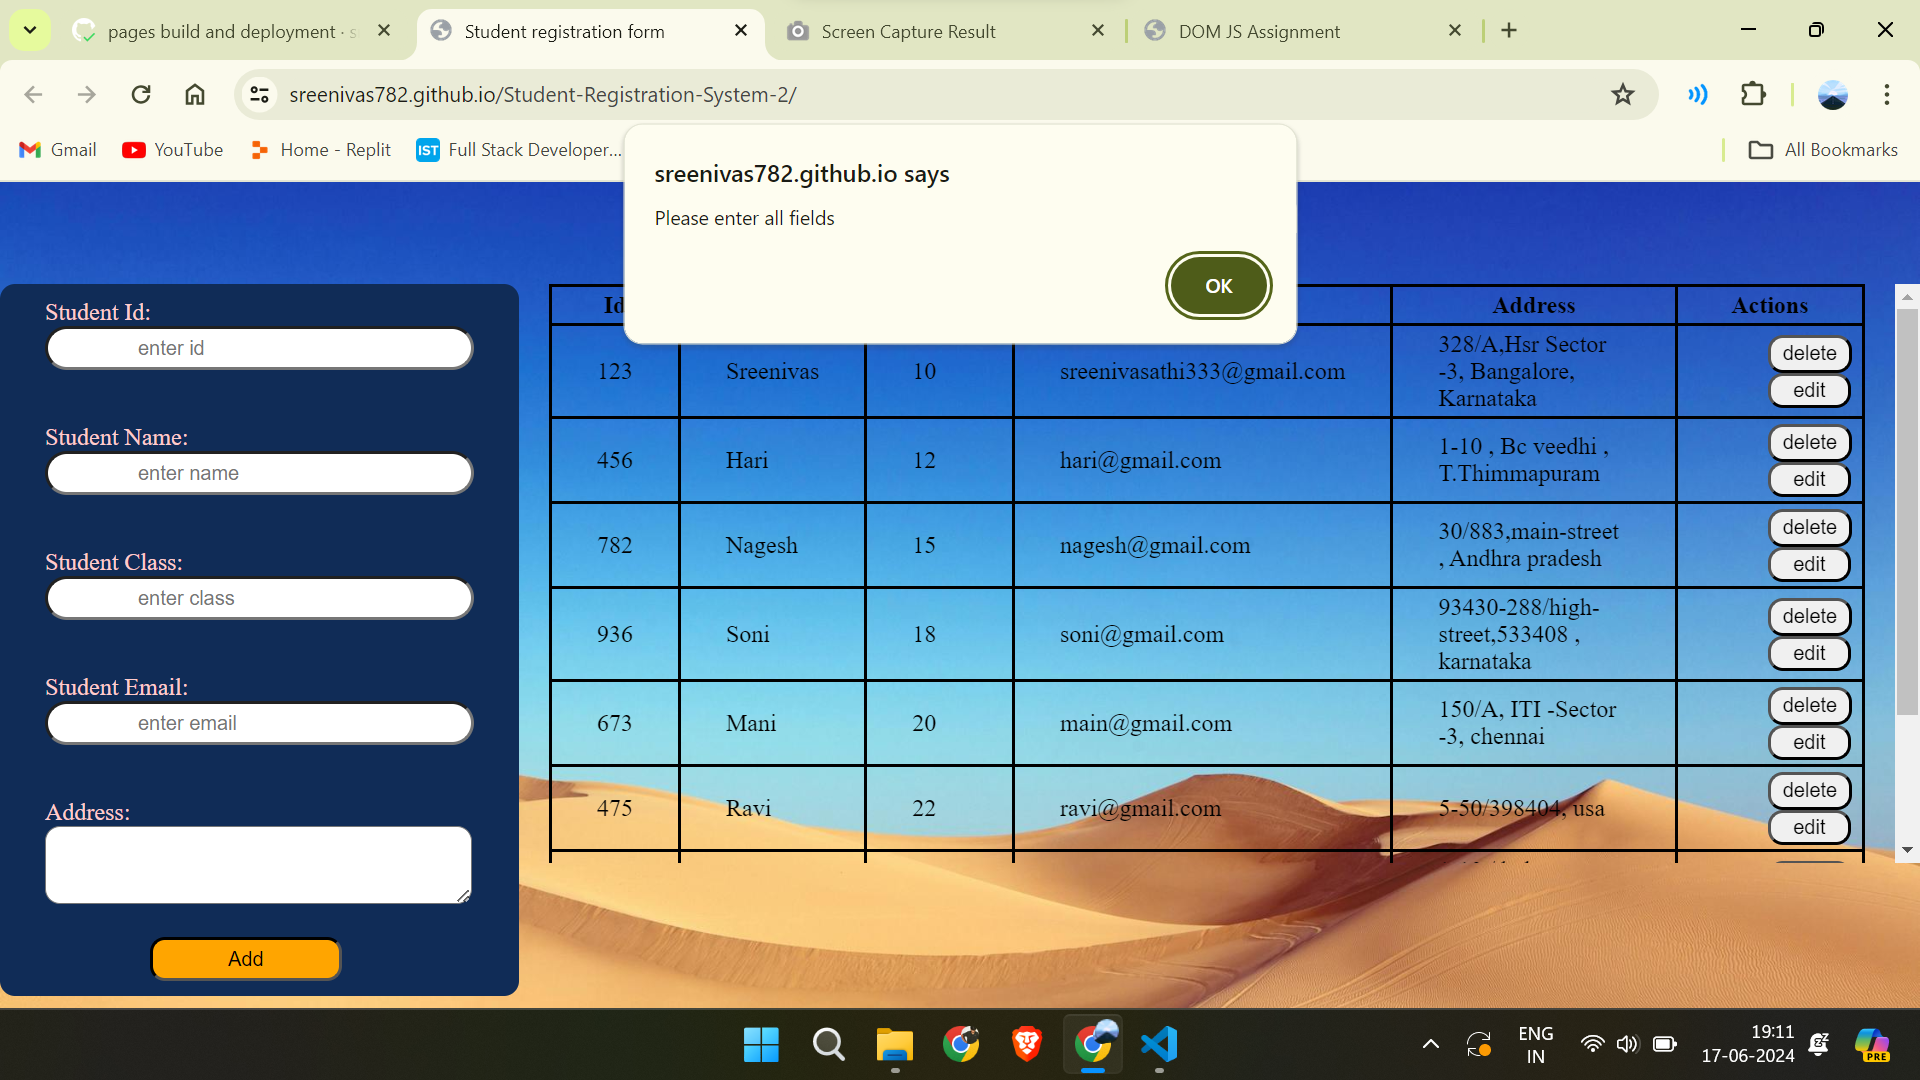 pages build and deployment · s
Student registration form
Screen Capture Result
DOM JS Assignment
sreenivas782.github.io/Student-Registration-System-2/
Gmail
YouTube
Home - Replit
IST
Full Stack Developer...
All Bookmarks
sreenivas782.github.io says
Please enter all fields
OK
Student Id:
enter id
Student Name:
enter name
Student Class:
enter class
Student Email:
enter email
Address:
Add
Address Actions
123 Sreenivas 10 sreenivasathi333@gmail.com
328/A,Hsr Sector
-3, Bangalore,
Karnataka
delete
edit
456 Hari 12 hari@gmail.com
1-10 , Bc veedhi ,
T.Thimmapuram
delete
edit
782 Nagesh 15 nagesh@gmail.com
30/883,main-street
, Andhra pradesh
delete
edit
936 Soni 18 soni@gmail.com
93430-288/high-
street,533408 ,
karnataka
delete
edit
673 Mani 20 main@gmail.com
150/A, ITI -Sector
-3, chennai
delete
edit
475 Ravi 22 ravi@gmail.com
5-50/398404, usa
delete
edit
ENG
IN
19:11
17-06-2024
PRE